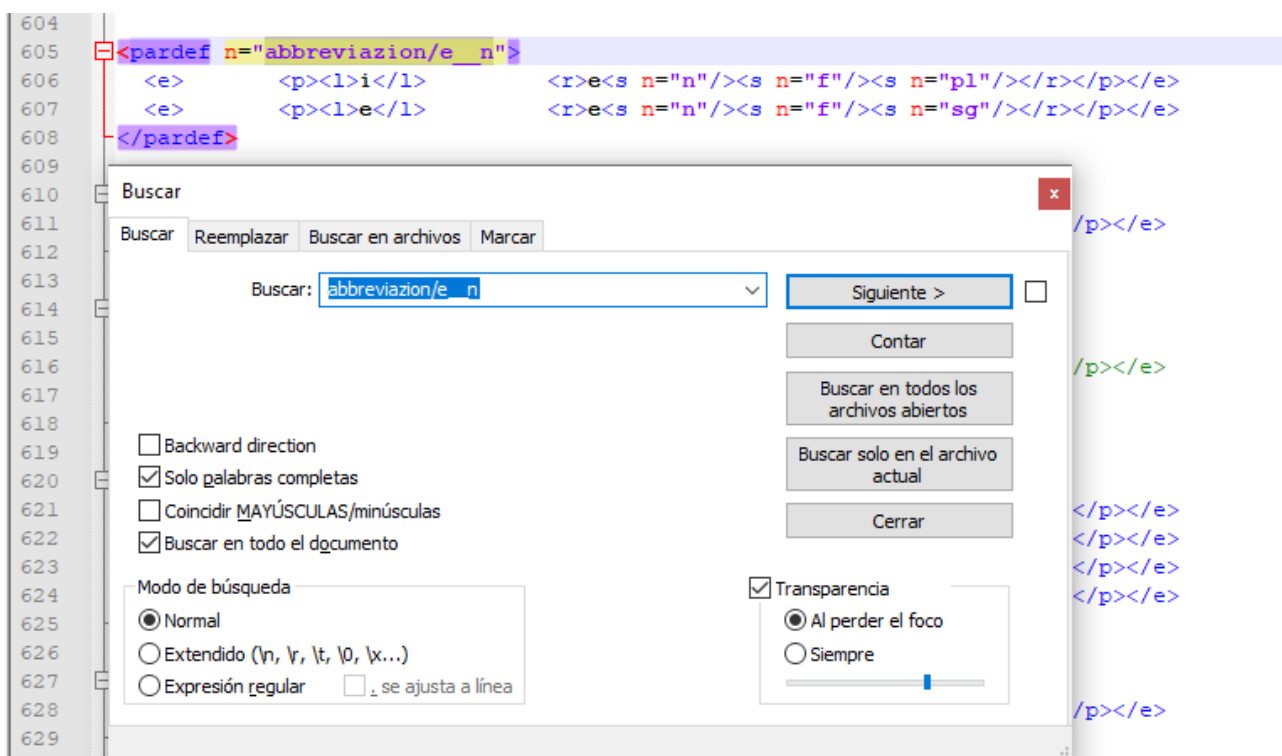 604
605 <pardef n="abbreviazion/e__n">
606 <e> <p><l>i</l> <r>e<s n="n"/><s n="f"/><s n="pl"/></r></p></e>
607 <e> <p><l>e</l> <r>e<s n="n"/><s n="f"/><s n="sg"/></r></p></e>
608 </pardef>
609
610 Buscar x
611 /p></e>
Buscar Reemplazar Buscar en archivos Marcar
612
613
Buscar: abbreviazion/e__n Siguiente >
614
615
Contar
616 /p></e>
617
Buscar en todos los
archivos abiertos
618
619
Backward direction
Buscar solo en el archivo
actual
620
Solo palabras completas
621 </p></e>
Coincidir MAYÚSCULAS/minúsculas
Cerrar
622 </p></e>
Buscar en todo el documento
623 </p></e>
Modo de búsqueda Transparencia
624 </p></e>
625
Normal Al perder el foco
626
Extendido (\n, \r, \t, \0, \x...) Siempre
627
Expresión regular . se ajusta a línea
628 /p></e>
629